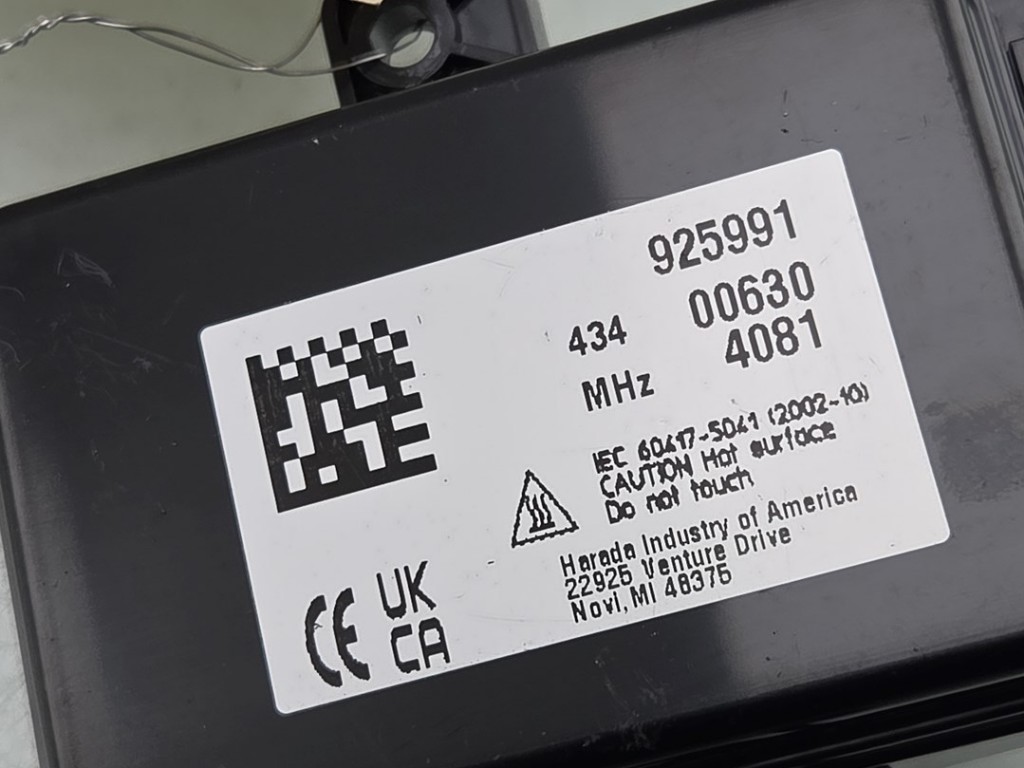 925991
00630
4081
434
MHz
IEC 60417-5041 (2002-10)
CAUTION Hot surface
Do not touch
Harada Industry of America
22925 Venture Drive
Novi, MI 48375
CE
UK
CA